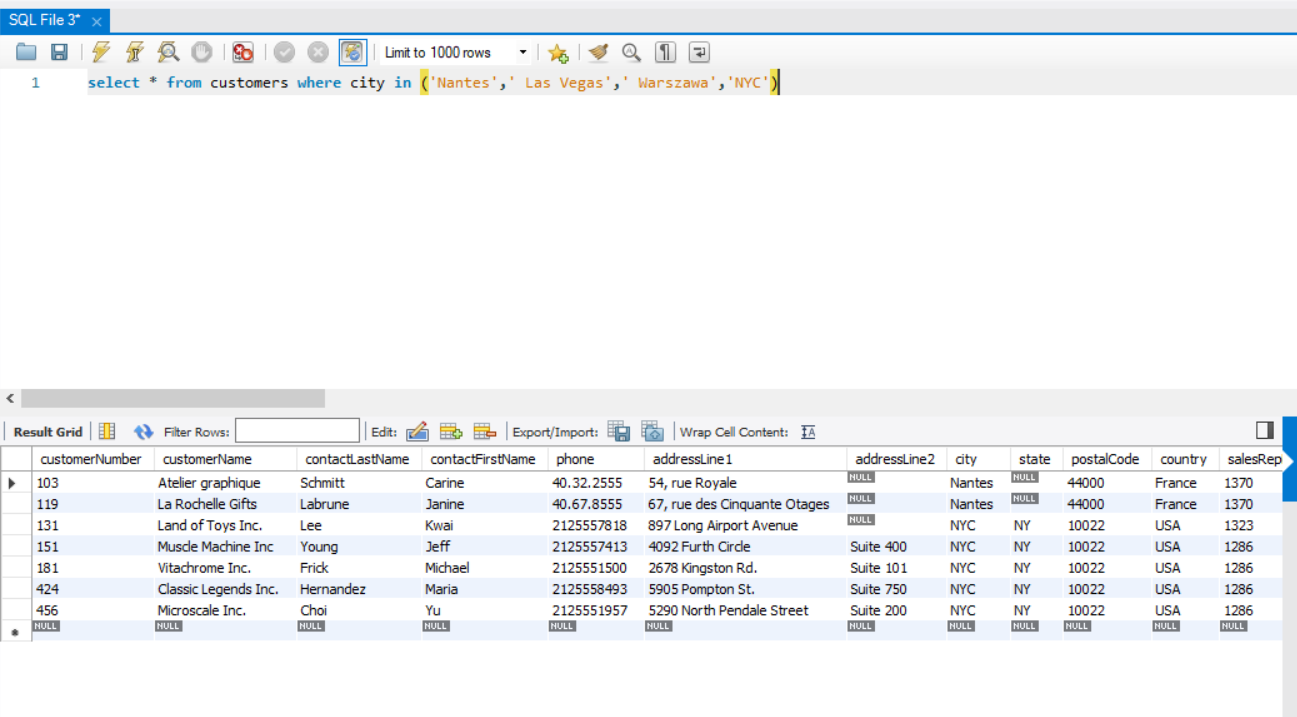 SQL File 3*
Limit to 1000 rows
1 select * from customers where city in ('Nantes',' Las Vegas',' Warszawa','NYC')
Result Grid Filter Rows: Edit: Export/Import: Wrap Cell Content:
customerNumber customerName contactLastName contactFirstName phone addressLine1 addressLine2 city state postalCode country salesRep
103 Atelier graphique Schmitt Carine 40.32.2555 54, rue Royale NULL Nantes NULL 44000 France 1370
119 La Rochelle Gifts Labrune Janine 40.67.8555 67, rue des Cinquante Otages NULL Nantes NULL 44000 France 1370
131 Land of Toys Inc. Lee Kwai 2125557818 897 Long Airport Avenue NULL NYC NY 10022 USA 1323
151 Muscle Machine Inc Young Jeff 2125557413 4092 Furth Circle Suite 400 NYC NY 10022 USA 1286
181 Vitachrome Inc. Frick Michael 2125551500 2678 Kingston Rd. Suite 101 NYC NY 10022 USA 1286
424 Classic Legends Inc. Hernandez Maria 2125558493 5905 Pompton St. Suite 750 NYC NY 10022 USA 1286
456 Microscale Inc. Choi Yu 2125551957 5290 North Pendale Street Suite 200 NYC NY 10022 USA 1286
NULL NULL NULL NULL NULL NULL NULL NULL NULL NULL NULL NULL